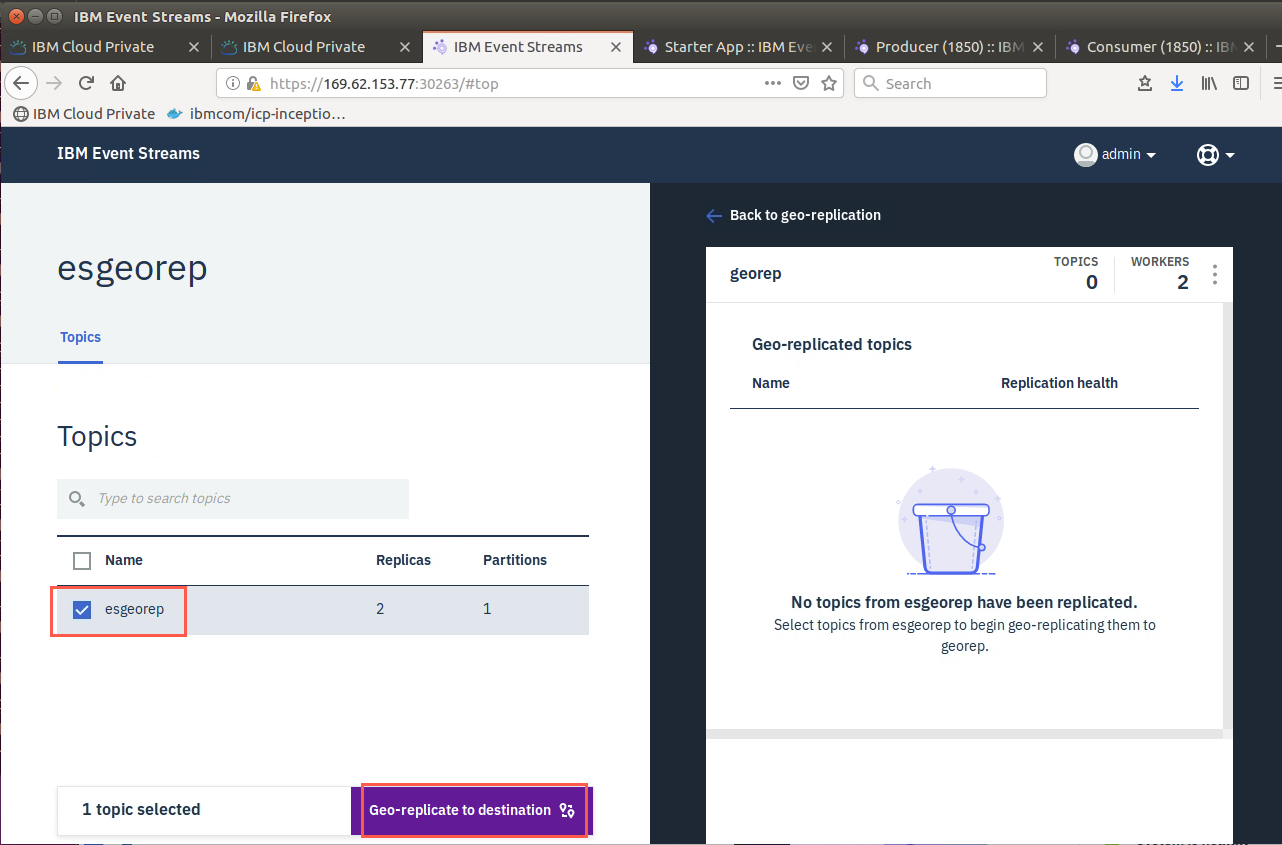 IBM Event Streams - Mozilla Firefox
IBM Cloud Private
IBM Cloud Private
IBM Event Streams
Starter App :: IBM Eve
Producer (1850) :: IBM
Consumer (1850) :: IB
https://169.62.153.77:30263/#top
Search
IBM Cloud Private
ibmcom/icp-inceptio…
IBM Event Streams
admin
esgeorep
Topics
Topics
Type to search topics
Name Replicas Partitions
esgeorep 2 1
1 topic selected
Geo-replicate to destination
Back to geo-replication
georep
TOPICS
0
WORKERS
2
Geo-replicated topics
Name Replication health
No topics from esgeorep have been replicated.
Select topics from esgeorep to begin geo-replicating them to
georep.